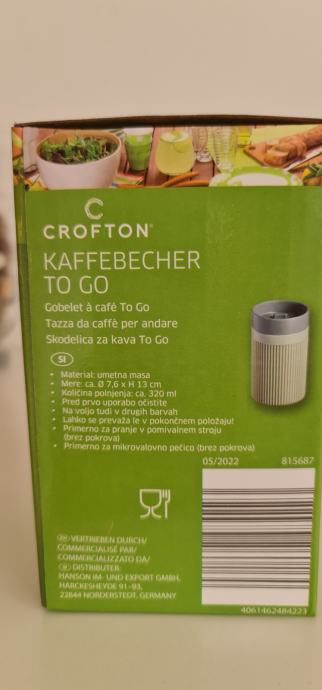 CROFTON®
KAFFEBECHER
TO GO
Gobelet à café To Go
Tazza da caffè per andare
Skodelica za kava To Go
SI
• Material: umetna masa
• Mere: ca. Ø 7,6 x H 13 cm
• Količina polnjenja: ca. 320 ml
• Pred prvo uporabo očistite
• Na voljo tudi v drugih barvah
• Lahko se prevaža le v pokončnem položaju!
• Primerno za pranje v pomivalnem stroju
(brez pokrova)
• Primerno za mikrovalovno pečico (brez pokrova)
05/2022 815687
VERTRIEBEN DURCH/
COMMERCIALISÉ PAR/
COMMERCIALIZZATO DA/
DISTRIBUTER:
HANSON IM- UND EXPORT GMBH,
HARCKESHEYDE 91-93,
22844 NORDERSTEDT, GERMANY
4061462484223